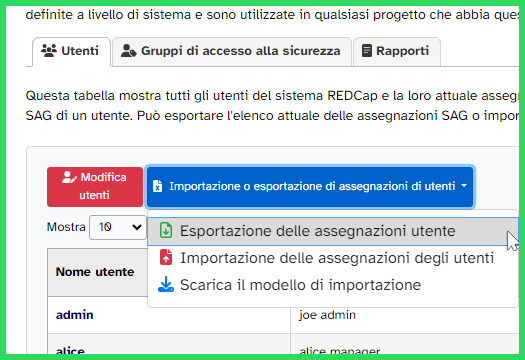 definite a livello di sistema e sono utilizzate in qualsiasi progetto che abbia
Utenti
Gruppi di accesso alla sicurezza
Rapporti
Questa tabella mostra tutti gli utenti del sistema REDCap e la loro attuale
SAG di un utente. Può esportare l'elenco attuale delle assegnazioni SAG o
Modifica
utenti
Importazione o esportazione di assegnazioni di utenti
Mostra 10
Esportazione delle assegnazioni utente
Importazione delle assegnazioni degli utenti
Scarica il modello di importazione
Nome utente
admin joe admin
alice alice manager